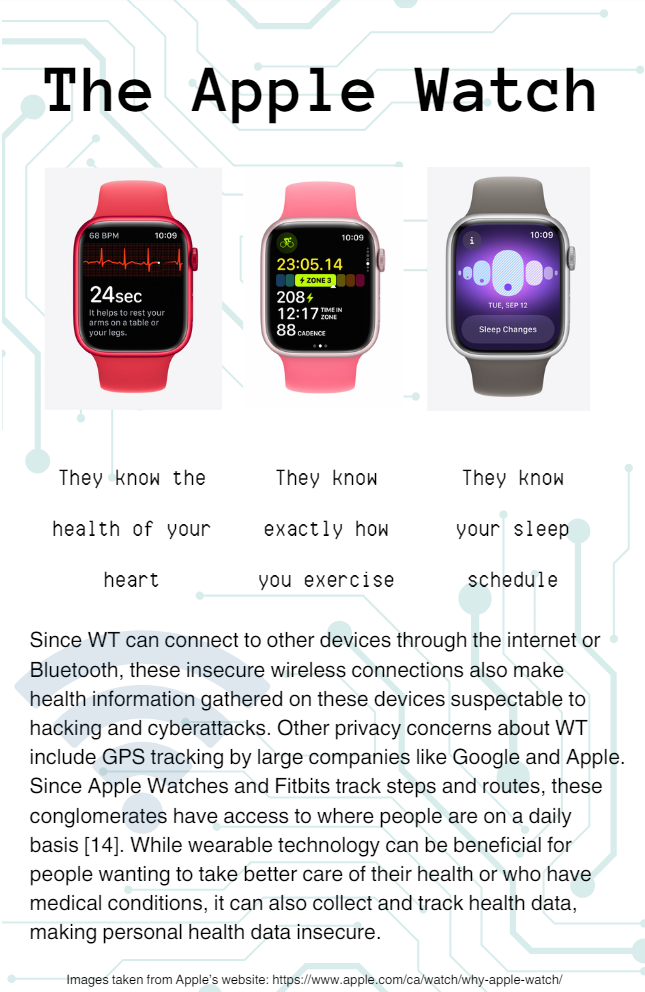 The Apple Watch
68 BPM 10:09
24sec
It helps to rest your
arms on a table or
your legs.
10:09
23:05.14
ZONE 3
208
12:17 TIME IN ZONE
88 CADENCE
i 10:09
TUE, SEP 12
Sleep Changes
They know the
health of your
heart
They know
exactly how
you exercise
They know
your sleep
schedule
Since WT can connect to other devices through the internet or
Bluetooth, these insecure wireless connections also make
health information gathered on these devices suspectable to
hacking and cyberattacks. Other privacy concerns about WT
include GPS tracking by large companies like Google and Apple.
Since Apple Watches and Fitbits track steps and routes, these
conglomerates have access to where people are on a daily
basis [14]. While wearable technology can be beneficial for
people wanting to take better care of their health or who have
medical conditions, it can also collect and track health data,
making personal health data insecure.
Images taken from Apple's website: https://www.apple.com/ca/watch/why-apple-watch/